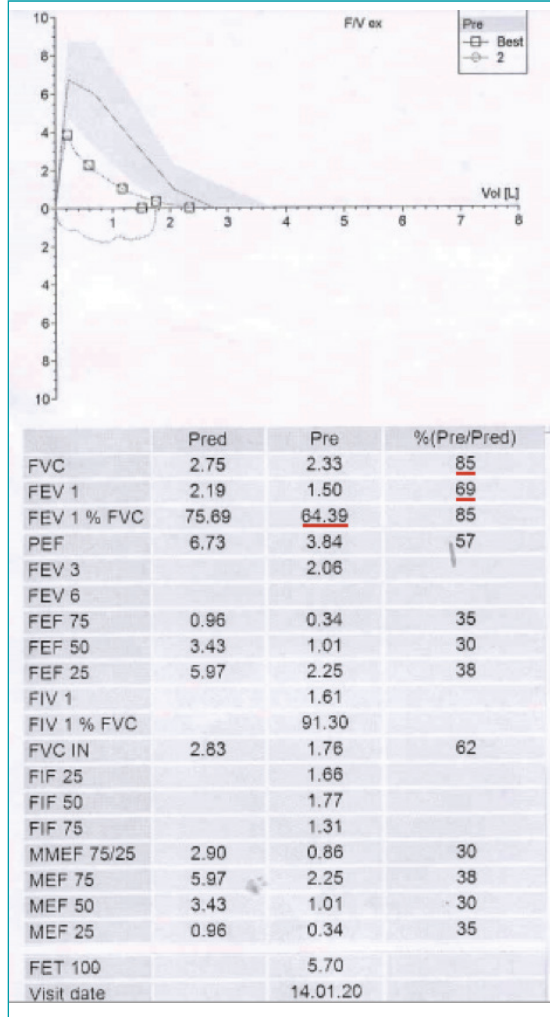 10
F/V ex
Pre
Best
2
8
6
4
2
Vol [L]
0
1 2 3 4 5 6 7 8
2
4
6
8
10
Pred Pre %(Pre/Pred)
FVC 2.75 2.33 85
FEV 1 2.19 1.50 69
FEV 1 % FVC 75.69 64.39 85
PEF 6.73 3.84 57
FEV 3 2.06
FEV 6
FEF 75 0.96 0.34 35
FEF 50 3.43 1.01 30
FEF 25 5.97 2.25 38
FIV 1 1.61
FIV 1 % FVC 91.30
FVC IN 2.83 1.76 62
FIF 25 1.66
FIF 50 1.77
FIF 75 1.31
MMEF 75/25 2.90 0.86 30
MEF 75 5.97 2.25 38
MEF 50 3.43 1.01 30
MEF 25 0.96 0.34 35
FET 100 5.70
Visit date 14.01.20